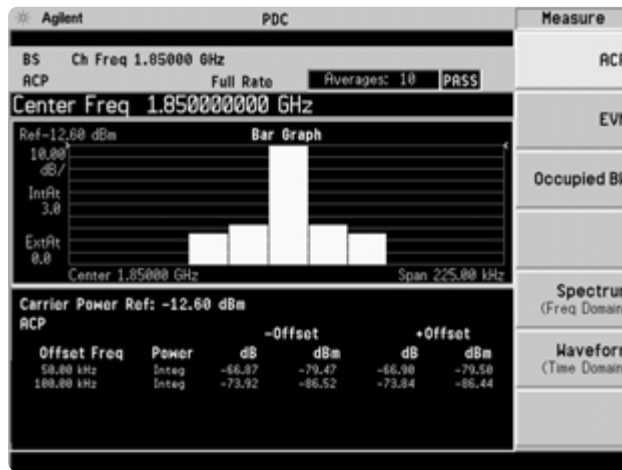 Agilent PDC Measure
BS Ch Freq 1.85000 GHz
ACP Full Rate Averages: 10 PASS
Center Freq 1.850000000 GHz
Ref-12.60 dBm Bar Graph
10.00
dB/
IntAt
3.0
ExtAt
0.0
Center 1.85000 GHz Span 225.00 kHz
Carrier Power Ref: -12.60 dBm
ACP
-Offset +Offset
Offset Freq Power dB dBm dB dBm
50.00 kHz Integ -66.87 -79.47 -66.90 -79.50
100.00 kHz Integ -73.92 -86.52 -73.84 -86.44
ACP
EVM
Occupied B
Spectru
(Freq Domain
Wavefor
(Time Domain